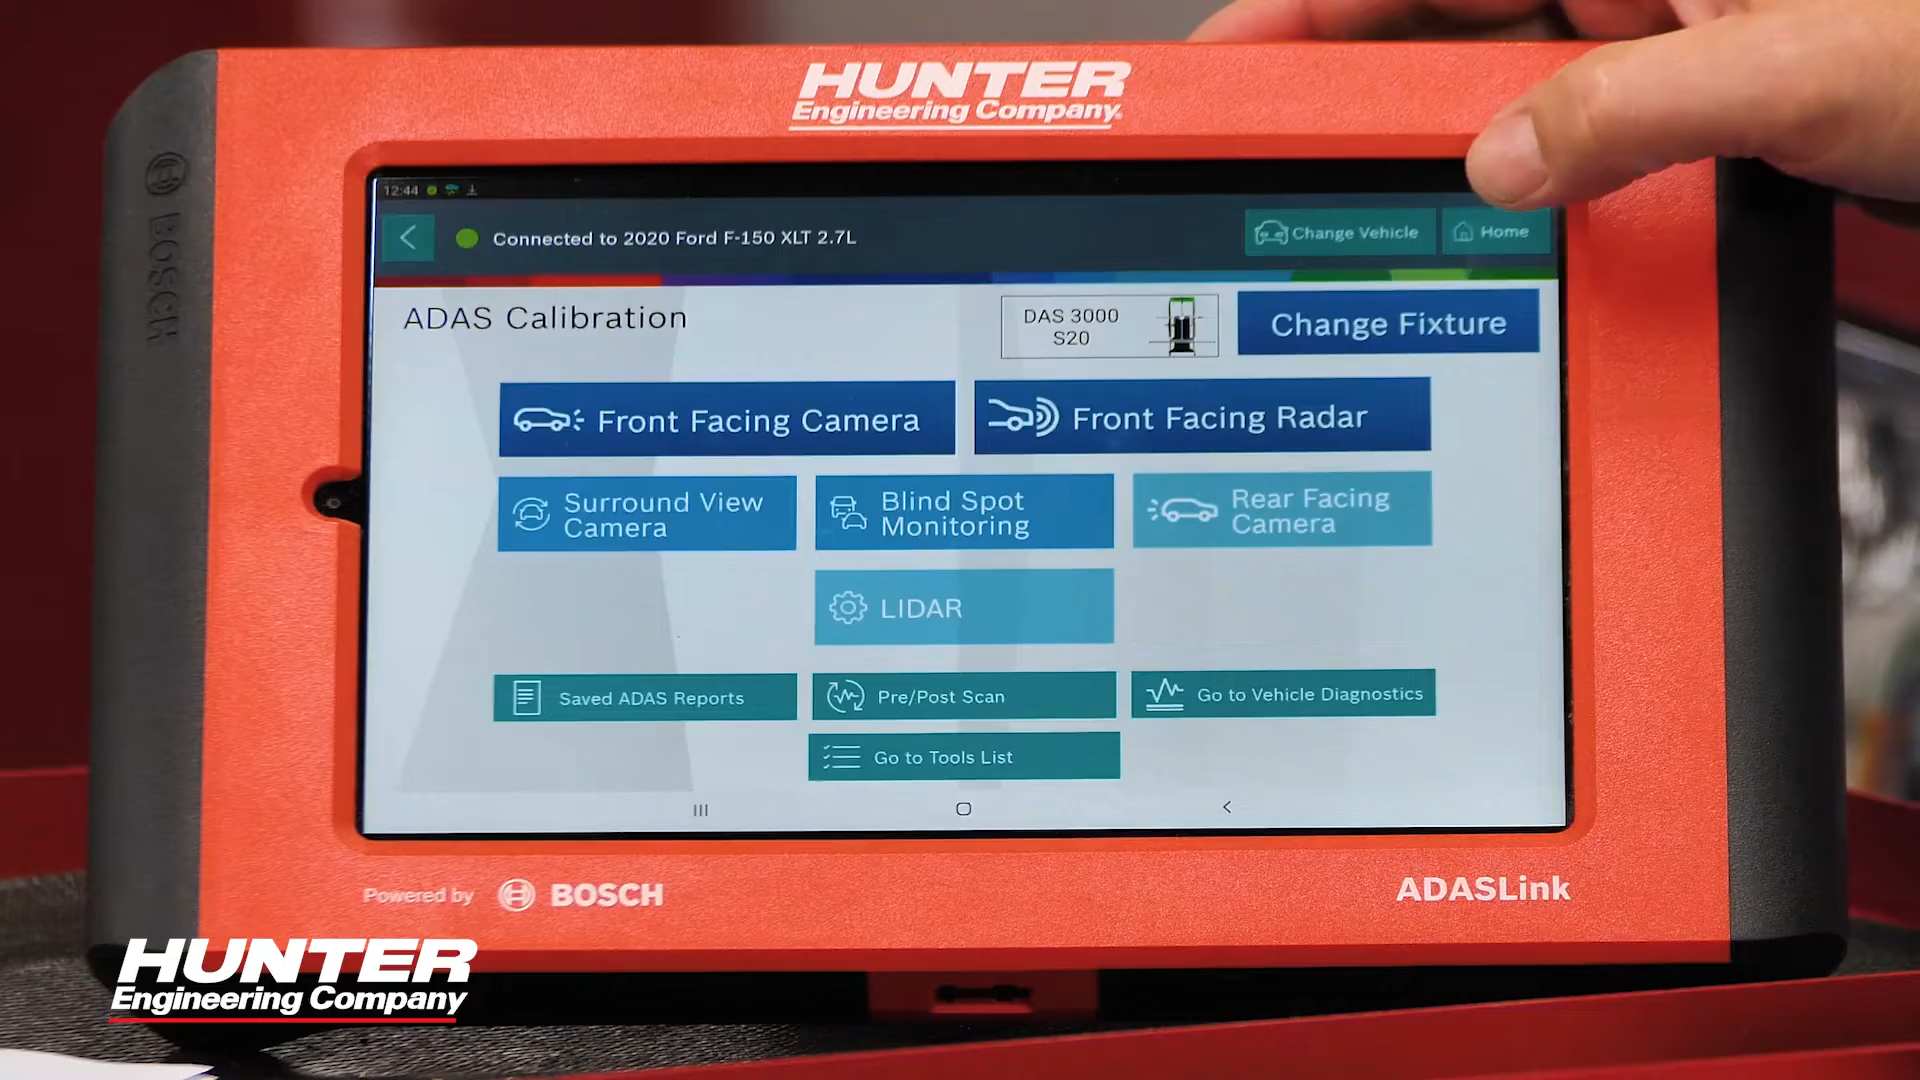 HUNTER
Engineering Company
BOSCH
12:44
Connected to 2020 Ford F-150 XLT 2.7L
Change Vehicle
Home
ADAS Calibration
DAS 3000
S20
Change Fixture
Front Facing Camera
Front Facing Radar
Surround View
Camera
Blind Spot
Monitoring
Rear Facing
Camera
LIDAR
Saved ADAS Reports
Pre/Post Scan
Go to Vehicle Diagnostics
Go to Tools List
Powered by BOSCH
ADASLink
HUNTER
Engineering Company